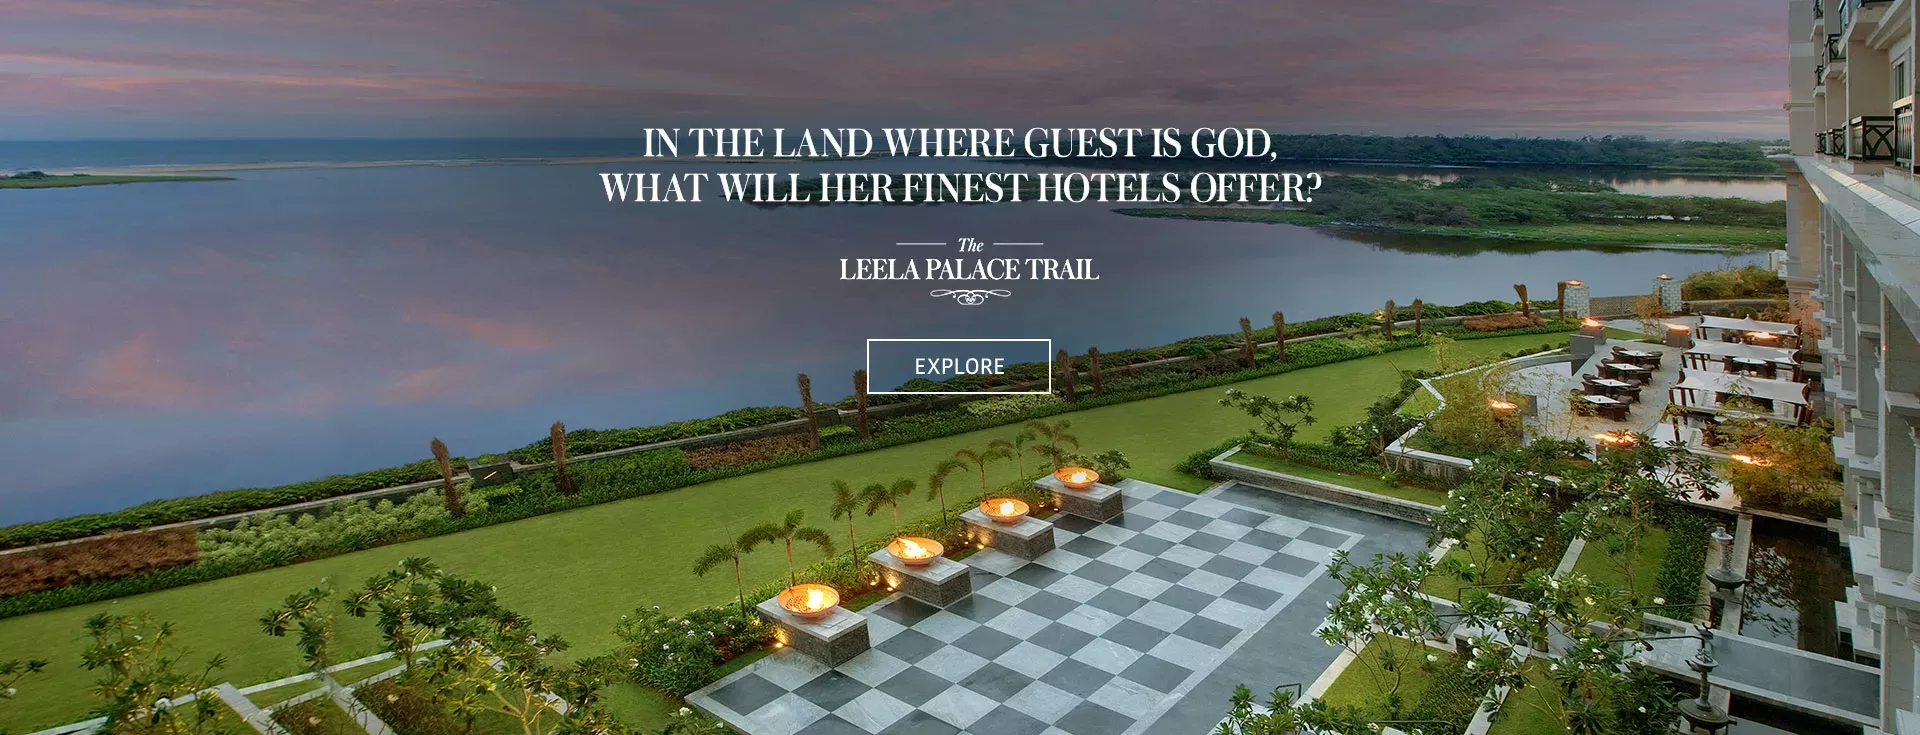 IN THE LAND WHERE GUEST IS GOD,
WHAT WILL HER FINEST HOTELS OFFER?
The
LEELA PALACE TRAIL
EXPLORE